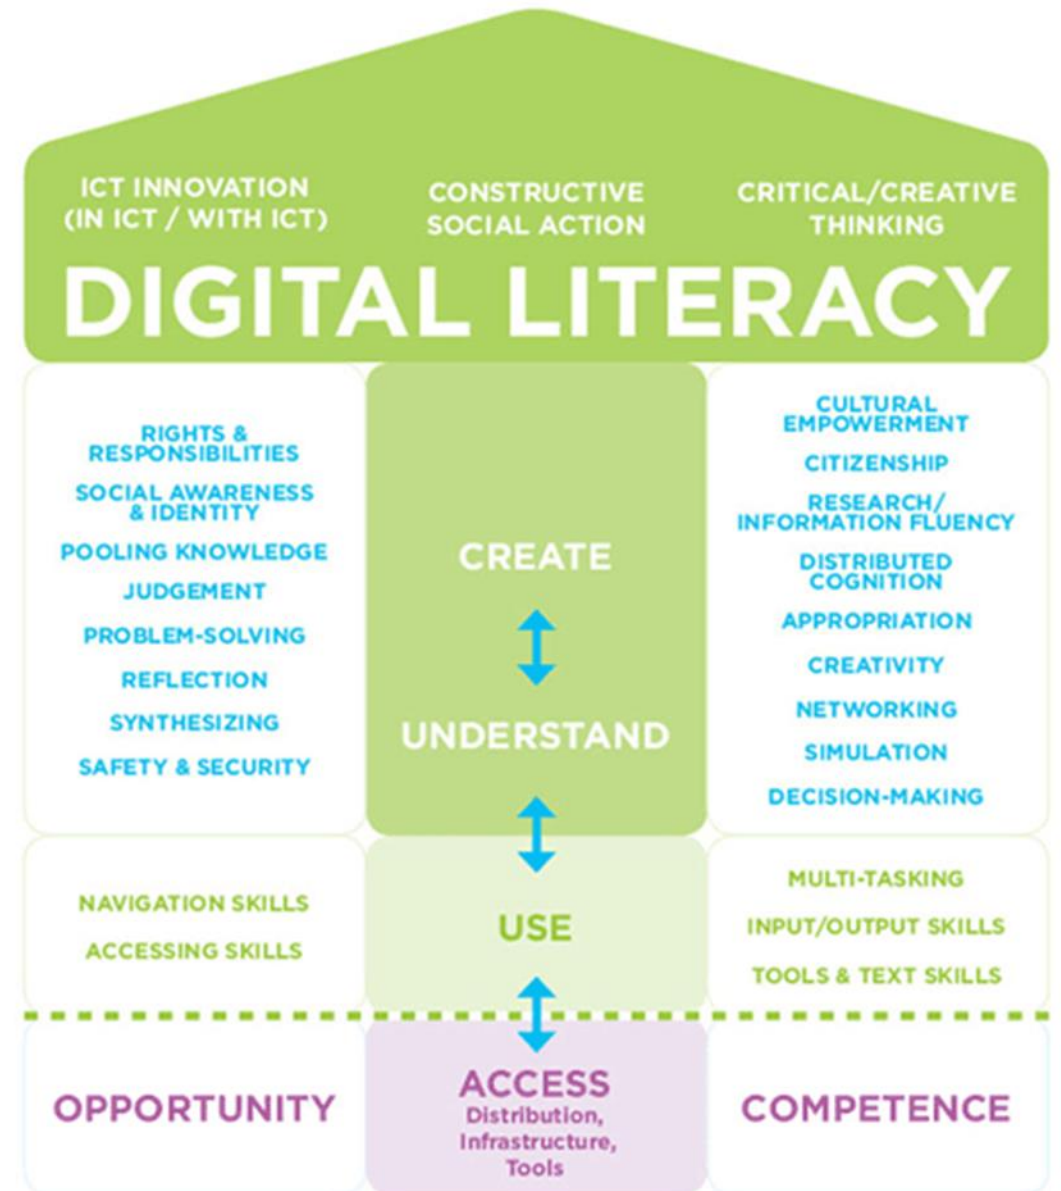 ICT INNOVATION
(IN ICT / WITH ICT)
CONSTRUCTIVE
SOCIAL ACTION
CRITICAL/CREATIVE
THINKING
DIGITAL LITERACY
RIGHTS &
RESPONSIBILITIES
SOCIAL AWARENESS
& IDENTITY
POOLING KNOWLEDGE
JUDGEMENT
PROBLEM-SOLVING
REFLECTION
SYNTHESIZING
SAFETY & SECURITY
CREATE
UNDERSTAND
CULTURAL
EMPOWERMENT
CITIZENSHIP
RESEARCH/
INFORMATION FLUENCY
DISTRIBUTED
COGNITION
APPROPRIATION
CREATIVITY
NETWORKING
SIMULATION
DECISION-MAKING
NAVIGATION SKILLS
ACCESSING SKILLS
USE
MULTI-TASKING
INPUT/OUTPUT SKILLS
TOOLS & TEXT SKILLS
OPPORTUNITY
ACCESS
Distribution,
Infrastructure,
Tools
COMPETENCE